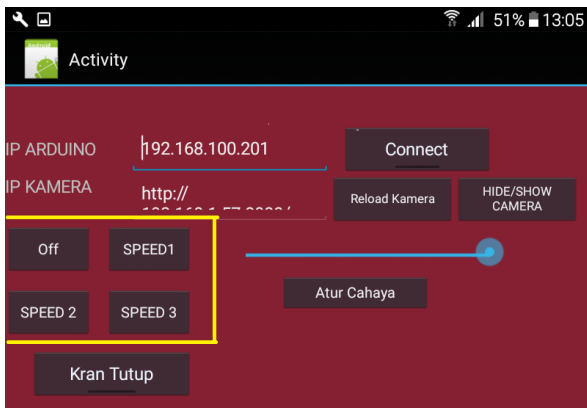 51% 13:05
Android
Activity
IP ARDUINO 192.168.100.201 Connect
IP KAMERA http:// Reload Kamera HIDE/SHOW
CAMERA
Off SPEED1
Atur Cahaya
SPEED 2 SPEED 3
Kran Tutup